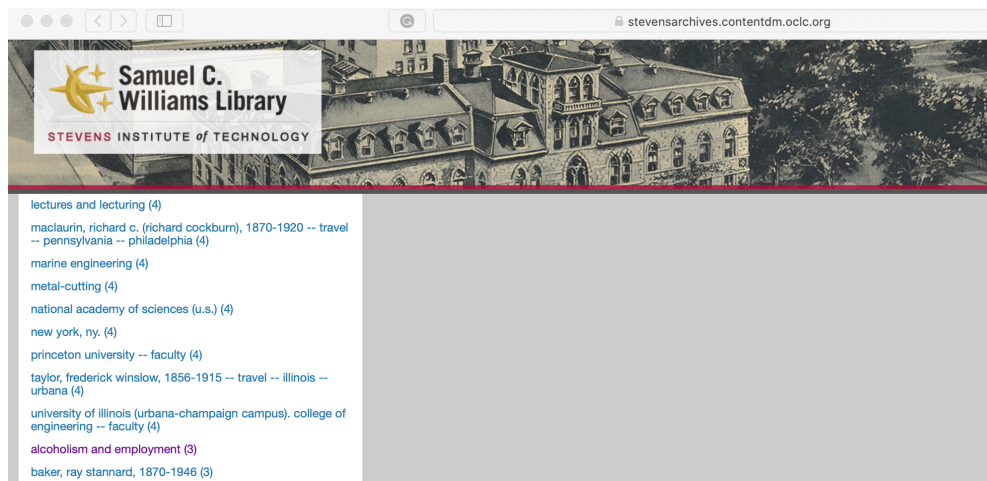 stevensarchives.contentdm.oclc.org
Samuel C.
Williams Library
STEVENS INSTITUTE of TECHNOLOGY
lectures and lecturing (4)
maclaurin, richard c. (richard cockburn), 1870-1920 -- travel
-- pennsylvania -- philadelphia (4)
marine engineering (4)
metal-cutting (4)
national academy of sciences (u.s.) (4)
new york, ny. (4)
princeton university -- faculty (4)
taylor, frederick winslow, 1856-1915 -- travel -- illinois --
urbana (4)
university of illinois (urbana-champaign campus). college of
engineering -- faculty (4)
alcoholism and employment (3)
baker, ray stannard, 1870-1946 (3)